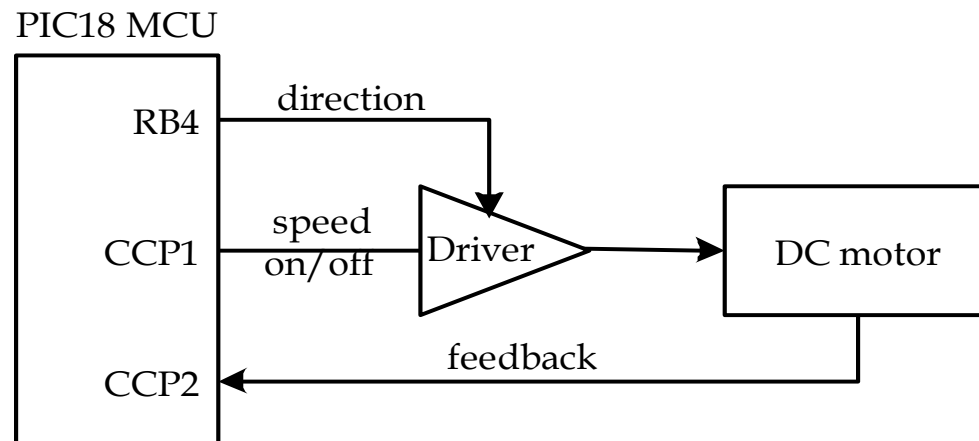 PIC18 MCU
direction
RB4
speed
on/off
CCP1
Driver
DC motor
feedback
CCP2